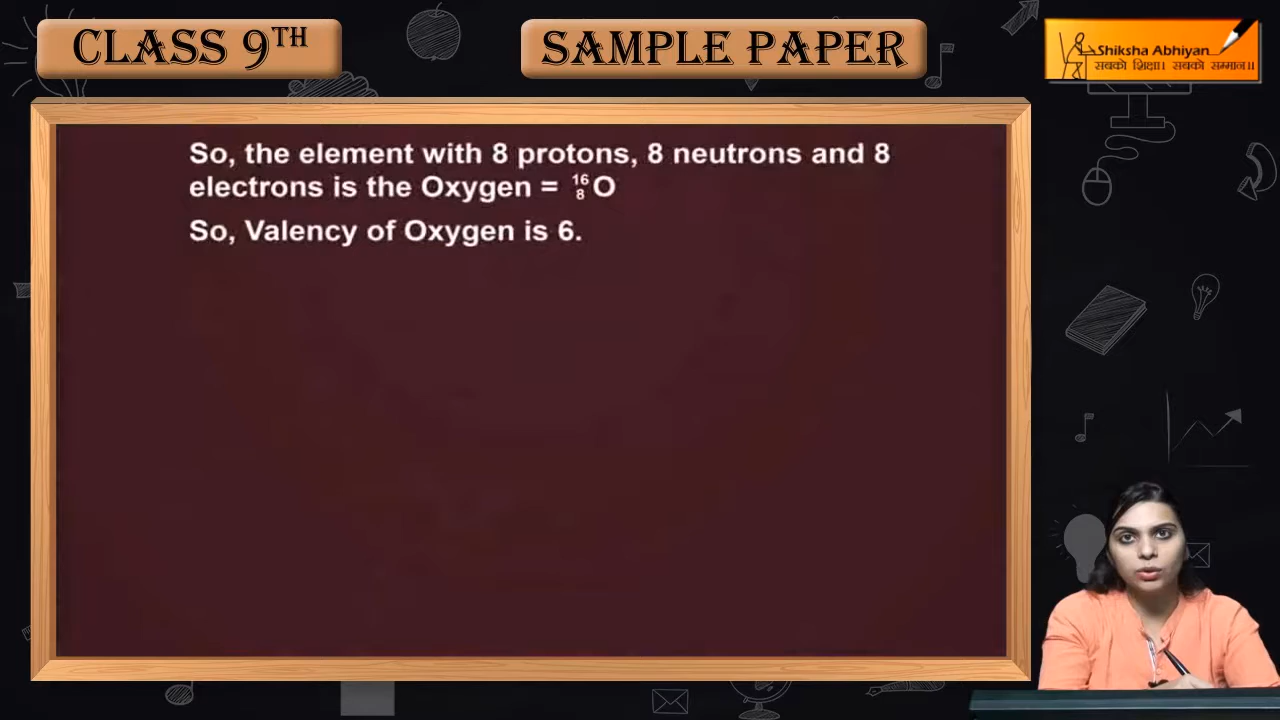 CLASS 9TH
SAMPLE PAPER
Shiksha Abhiyan
सबको शिक्षा। सबको सम्मान॥
So, the element with 8 protons, 8 neutrons and 8
electrons is the Oxygen = ¹⁶₈O
So, Valency of Oxygen is 6.